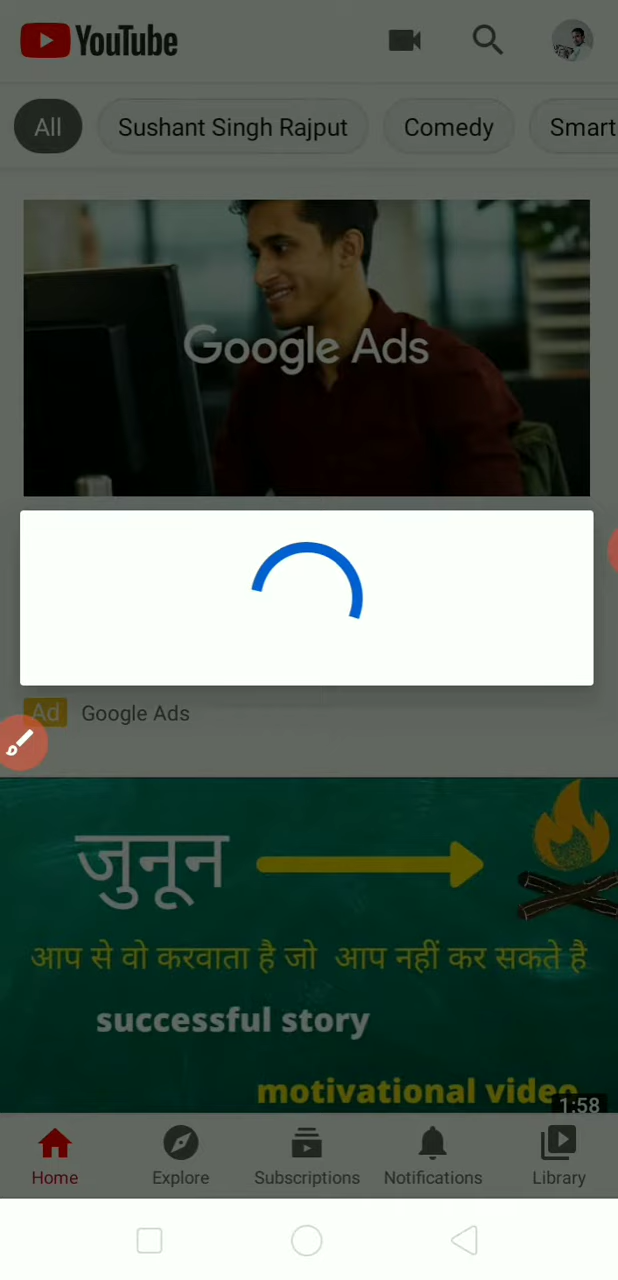 YouTube
All
Sushant Singh Rajput
Comedy
Smart
Google Ads
Ad Google Ads
जुनून
आप से वो करवाता है जो आप नहीं कर सकते है
successful story
motivational video
1:58
Home
Explore
Subscriptions
Notifications
Library